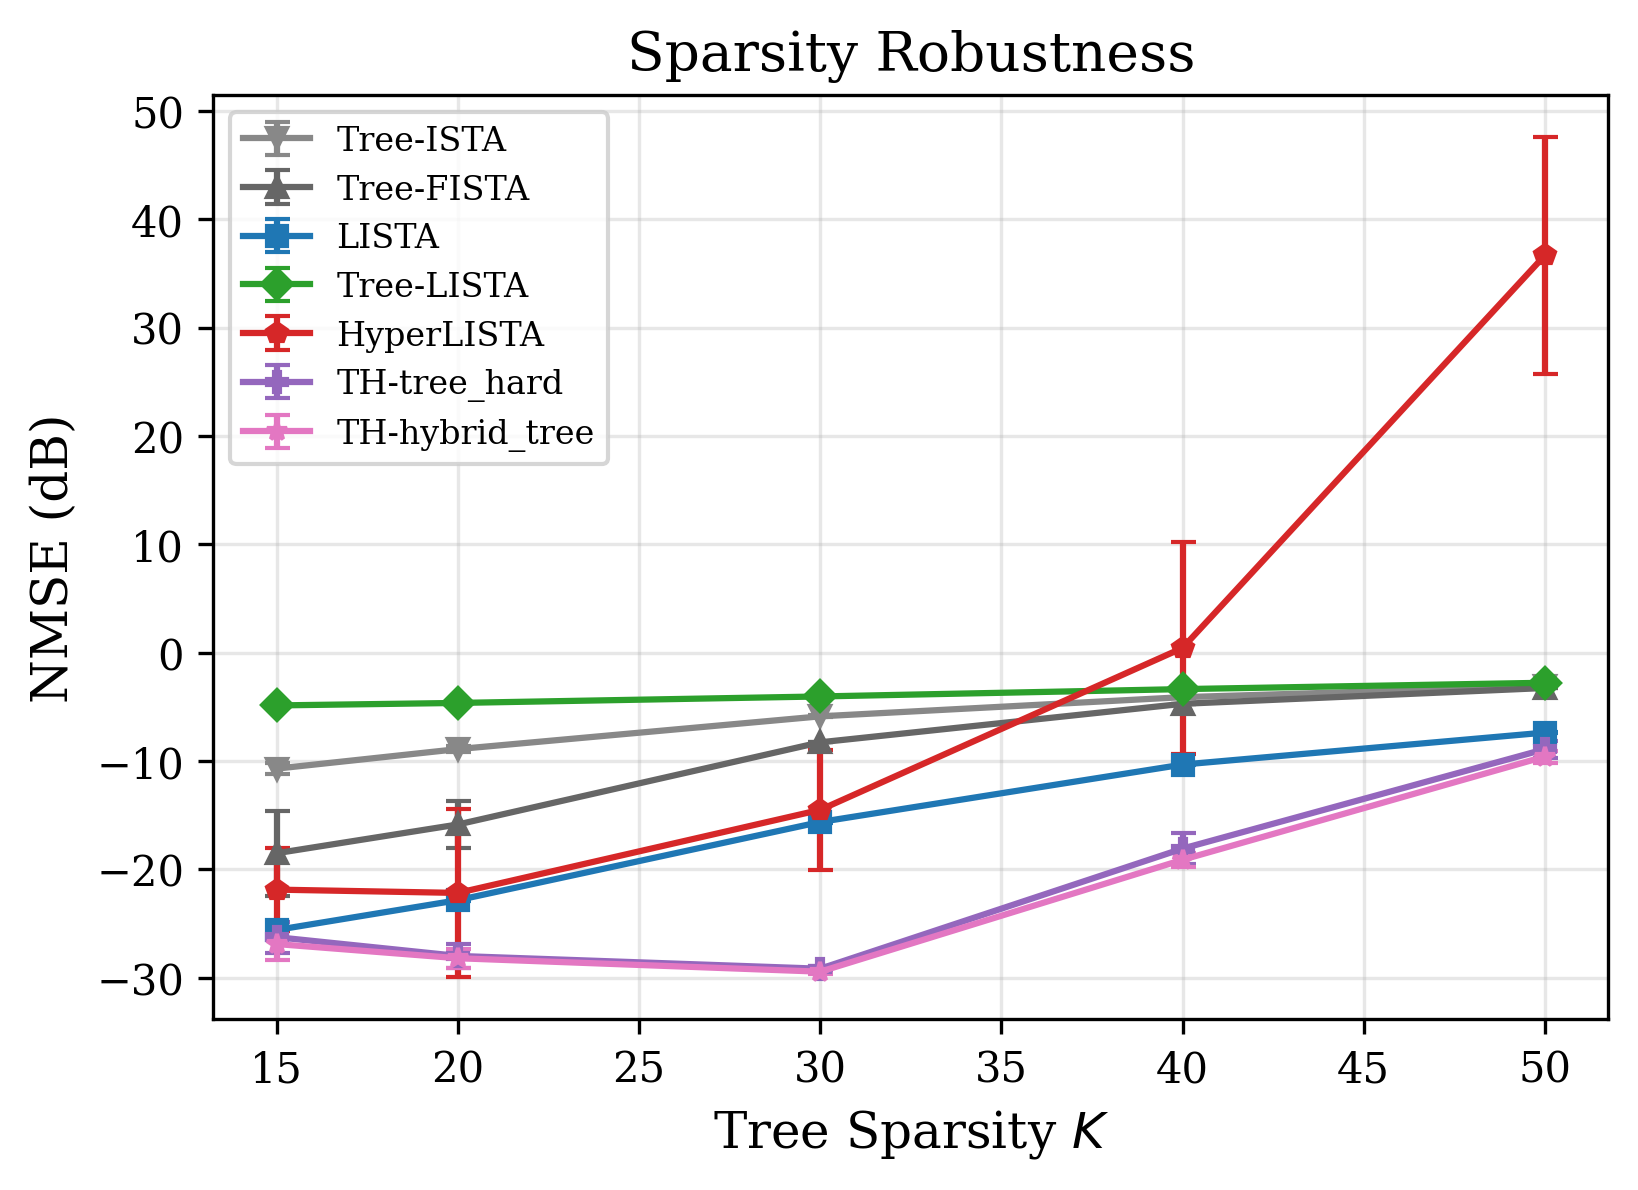 Sparsity Robustness
50
40
30
20
10
0
−10
−20
−30
NMSE (dB)
Tree-ISTA
Tree-FISTA
LISTA
Tree-LISTA
HyperLISTA
TH-tree_hard
TH-hybrid_tree
15 20 25 30 35 40 45 50
Tree Sparsity K